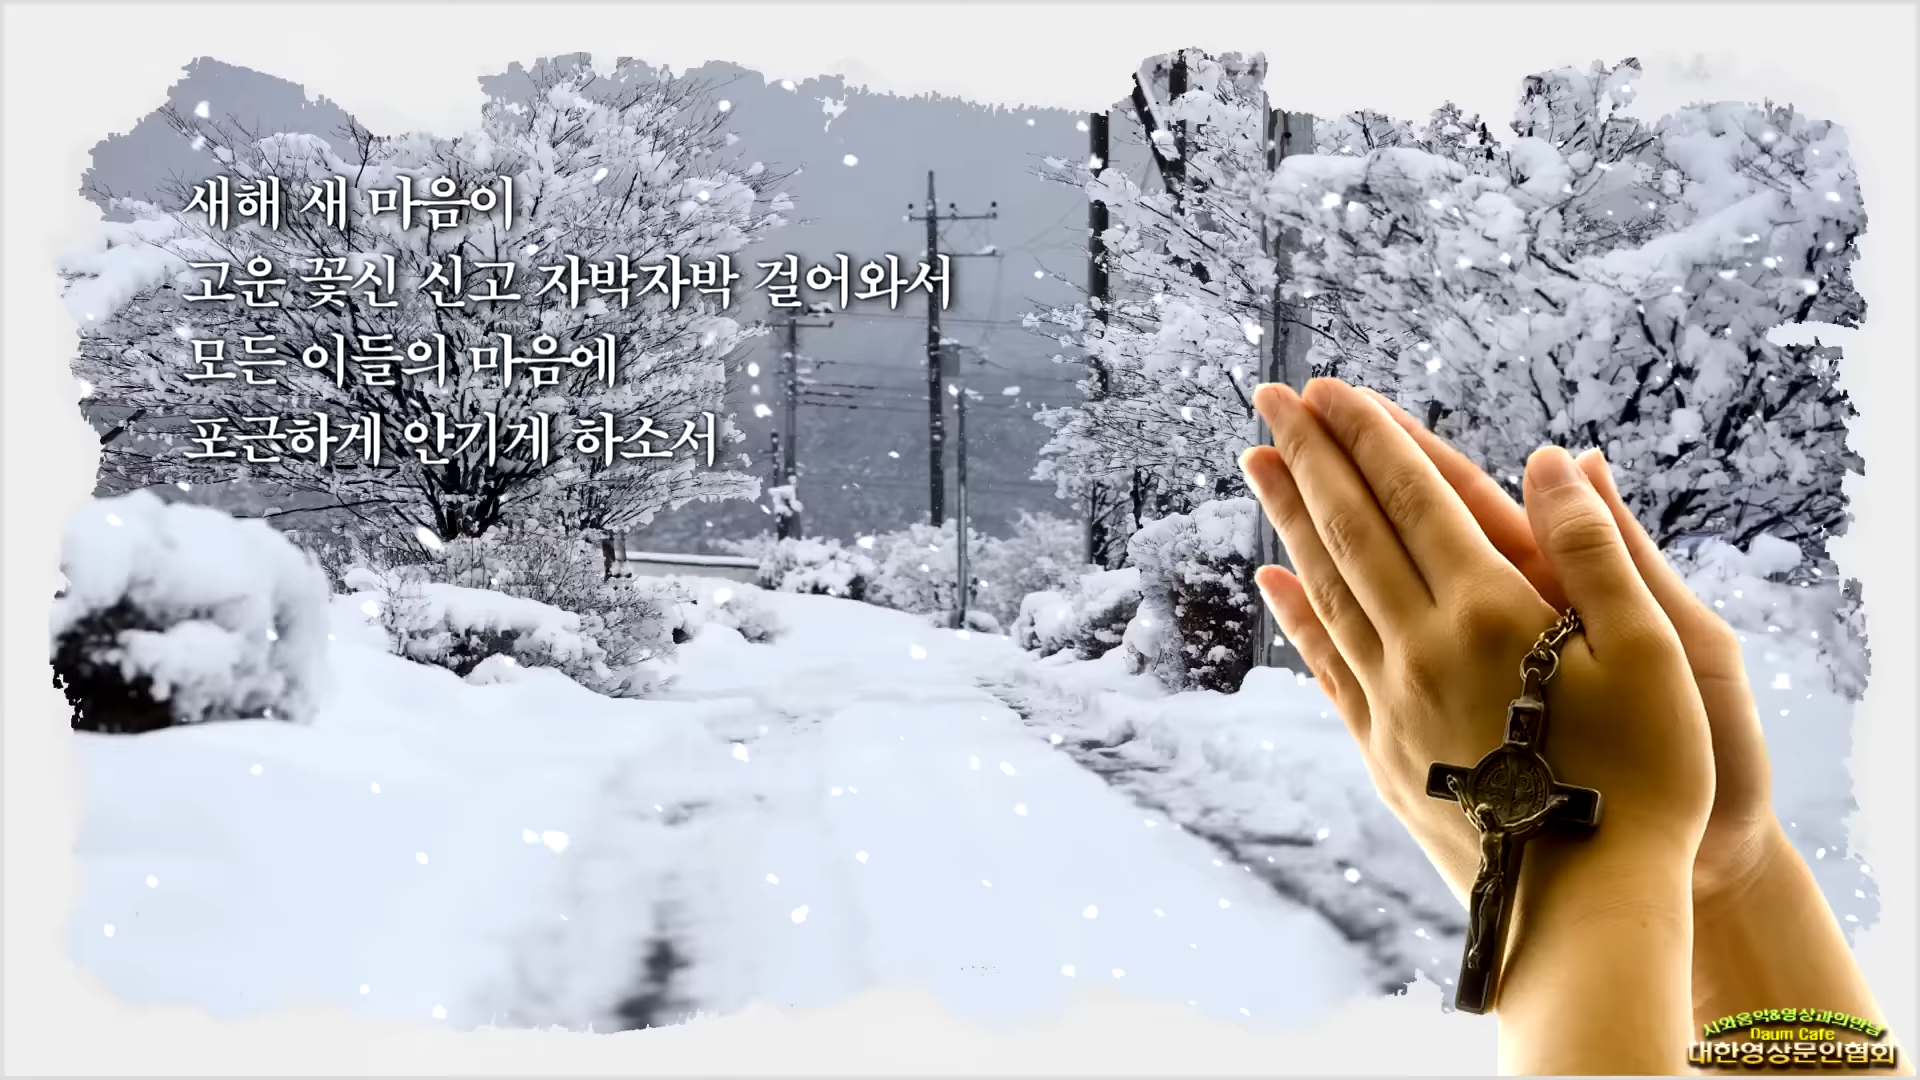 새해 새 마음이
고운 꽃신 신고 자박자박 걸어와서
모든 이들의 마음에
포근하게 안기게 하소서
시와음악&영상과의만남
Daum Cafe
대한영상문인협회